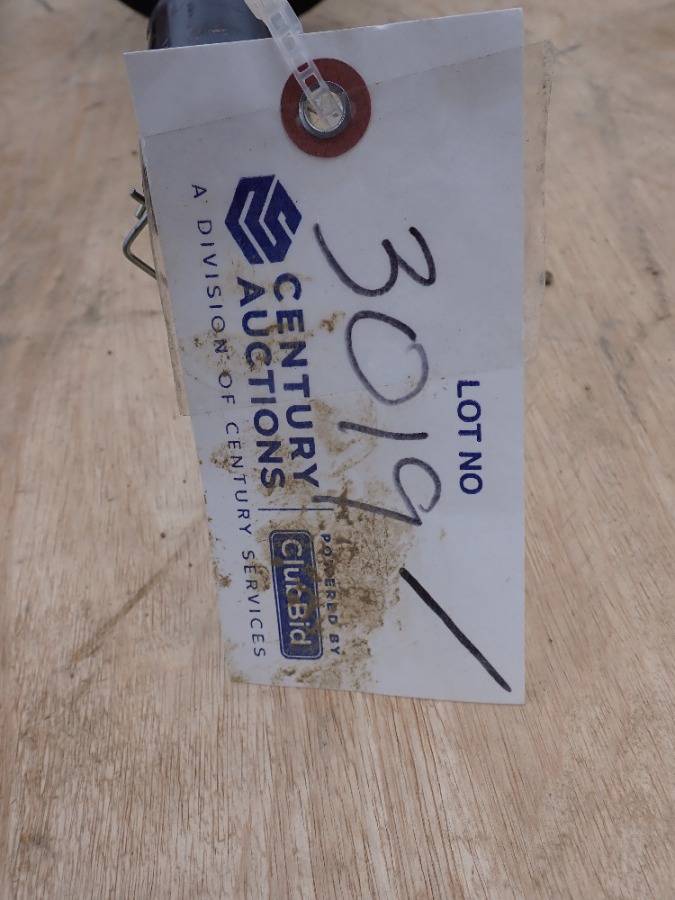 LOT NO
3019/
CENTURY
AUCTIONS
A DIVISION OF CENTURY SERVICES
POWERED BY
ClubBid